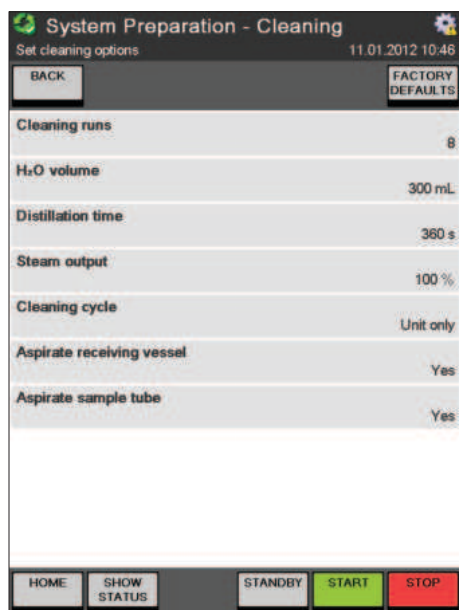 System Preparation - Cleaning
Set cleaning options 11.01.2012 10:46
BACK
FACTORY
DEFAULTS
Cleaning runs
8
H₂O volume
300 mL
Distillation time
360 s
Steam output
100 %
Cleaning cycle
Unit only
Aspirate receiving vessel
Yes
Aspirate sample tube
Yes
HOME
SHOW
STATUS
STANDBY
START
STOP